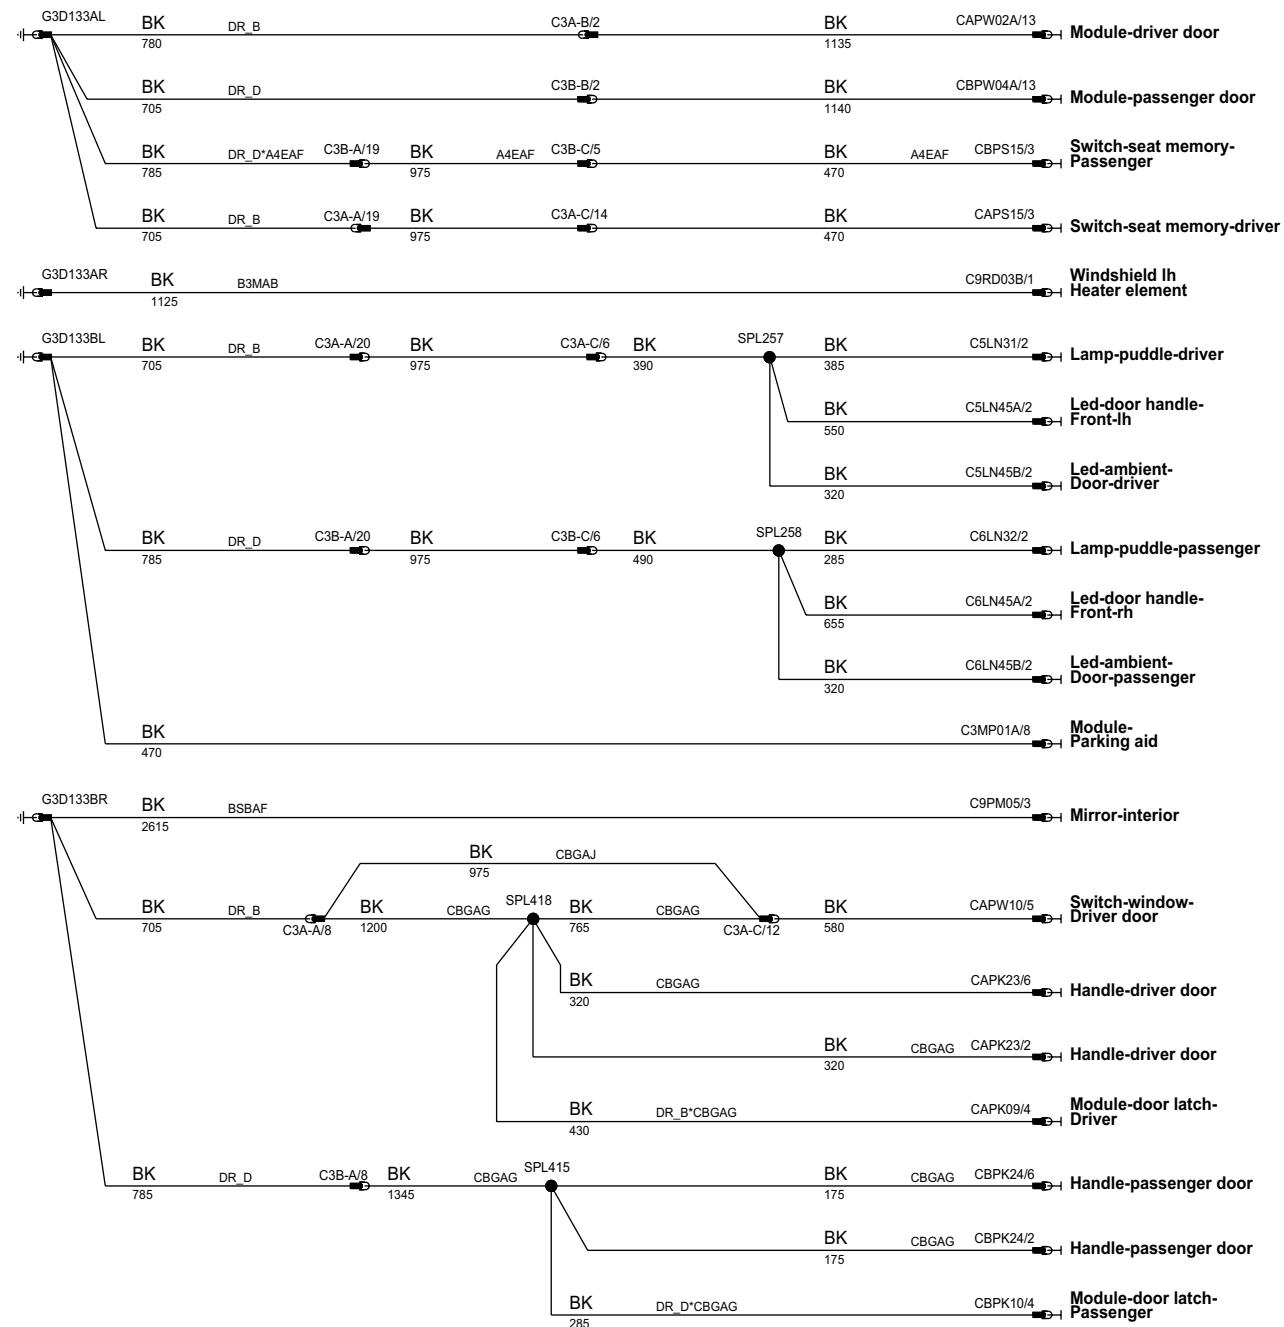 G3D133AL BK DR_B C3A-B/2 BK CAPW02A/13 Module-driver door
780 1135
BK DR_D C3B-B/2 BK CBPW04A/13 Module-passenger door
705 1140
BK DR_D*A4EAF C3B-A/19 BK A4EAF C3B-C/5 BK A4EAF CBPS15/3 Switch-seat memory-
Passenger
785 975 470
BK DR_B C3A-A/19 BK C3A-C/14 BK CAPS15/3 Switch-seat memory-driver
705 975 470
G3D133AR BK B3MAB C9RD03B/1 Windshield lh
Heater element
1125
G3D133BL BK DR_B C3A-A/20 BK C3A-C/6 BK SPL257 BK C5LN31/2 Lamp-puddle-driver
705 975 390 385
BK C5LN45A/2 Led-door handle-
Front-lh
550
BK C5LN45B/2 Led-ambient-
Door-driver
320
BK DR_D C3B-A/20 BK C3B-C/6 BK SPL258 BK C6LN32/2 Lamp-puddle-passenger
785 975 490 285
BK C6LN45A/2 Led-door handle-
Front-rh
655
BK C6LN45B/2 Led-ambient-
Door-passenger
320
BK C3MP01A/8 Module-
Parking aid
470
G3D133BR BK BSBAF C9PM05/3 Mirror-interior
2615
BK CBGAJ
975
BK DR_B C3A-A/8 BK CBGAG SPL418 BK CBGAG C3A-C/12 BK CAPW10/5 Switch-window-
Driver door
705 1200 765 580
BK CBGAG CAPK23/6 Handle-driver door
320
BK CBGAG CAPK23/2 Handle-driver door
320
BK DR_B*CBGAG CAPK09/4 Module-door latch-
Driver
430
BK DR_D C3B-A/8 BK CBGAG SPL415 BK CBGAG CBPK24/6 Handle-passenger door
785 1345 175
BK CBGAG CBPK24/2 Handle-passenger door
175
BK DR_D*CBGAG CBPK10/4 Module-door latch-
Passenger
285